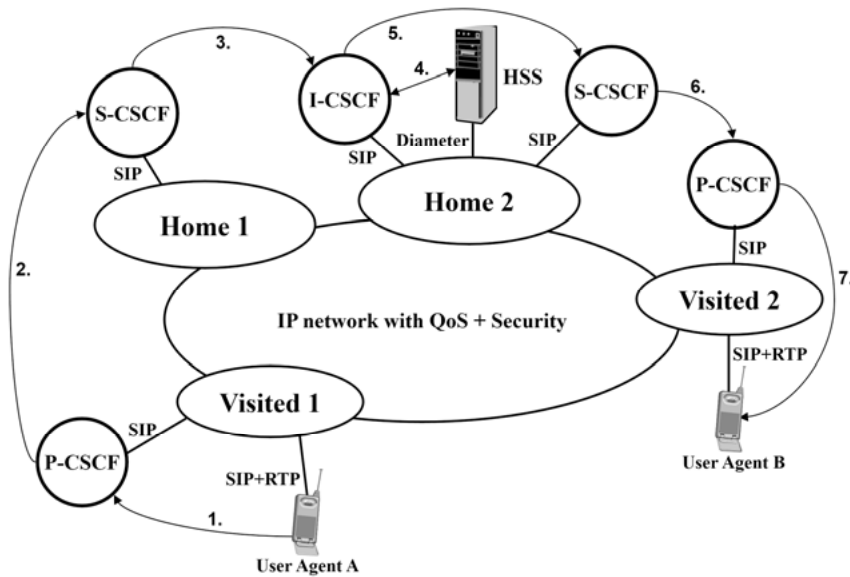 3.
5.
4.
HSS
S-CSCF
I-CSCF
S-CSCF
6.
Diameter
SIP
SIP
SIP
P-CSCF
Home 1
Home 2
SIP
2.
7.
Visited 2
IP network with QoS + Security
SIP+RTP
Visited 1
SIP
P-CSCF
User Agent B
SIP+RTP
1.
User Agent A